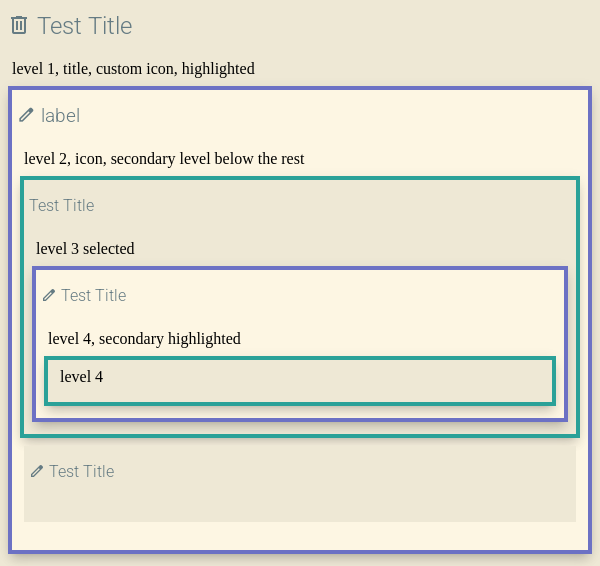 Test Title
level 1, title, custom icon, highlighted
label
level 2, icon, secondary level below the rest
Test Title
level 3 selected
Test Title
level 4, secondary highlighted
level 4
Test Title